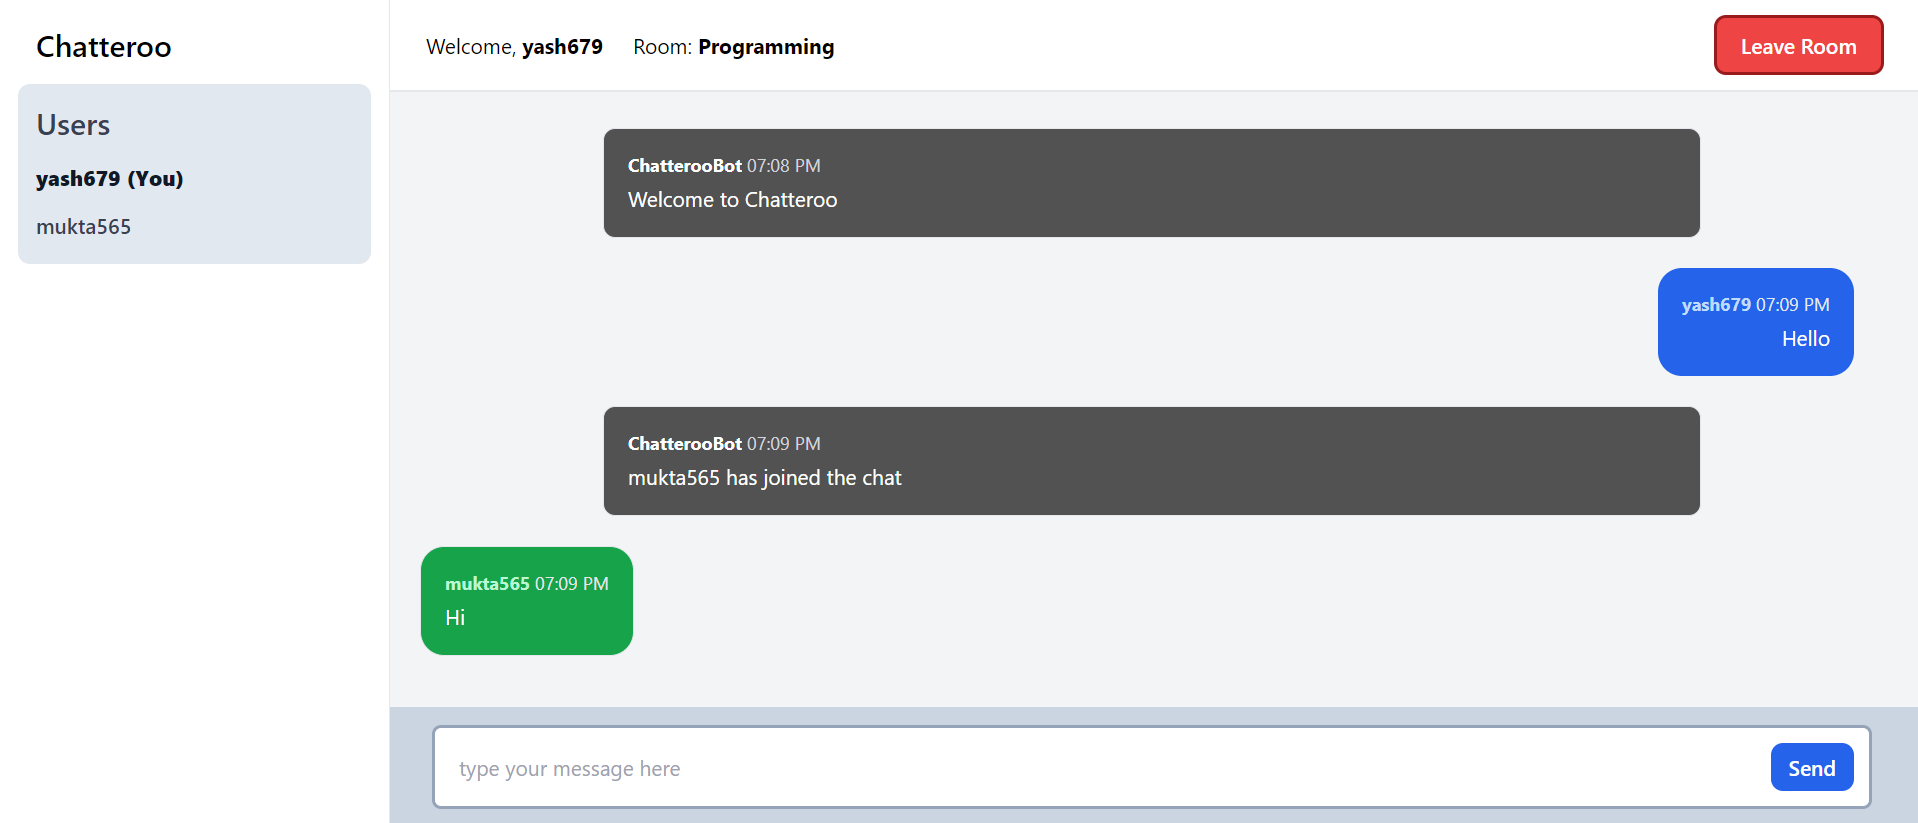 Chatteroo
Users
yash679 (You)
mukta565
Welcome, yash679 Room: Programming
Leave Room
ChatterooBot 07:08 PM
Welcome to Chatteroo
yash679 07:09 PM
Hello
ChatterooBot 07:09 PM
mukta565 has joined the chat
mukta565 07:09 PM
Hi
type your message here
Send